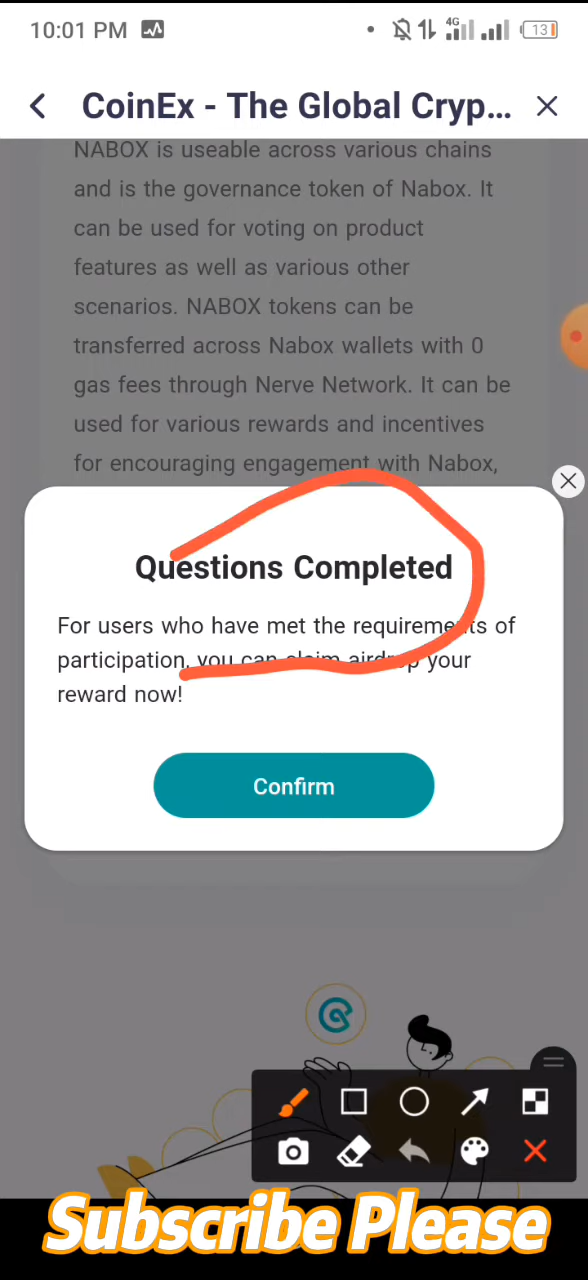 10:01 PM 4G 13
CoinEx - The Global Cryp...
NABOX is useable across various chains
and is the governance token of Nabox. It
can be used for voting on product
features as well as various other
scenarios. NABOX tokens can be
transferred across Nabox wallets with 0
gas fees through Nerve Network. It can be
used for various rewards and incentives
for encouraging engagement with Nabox,
Questions Completed
For users who have met the requirements of
participation, you can claim airdrop your
reward now!
Confirm
Subscribe Please